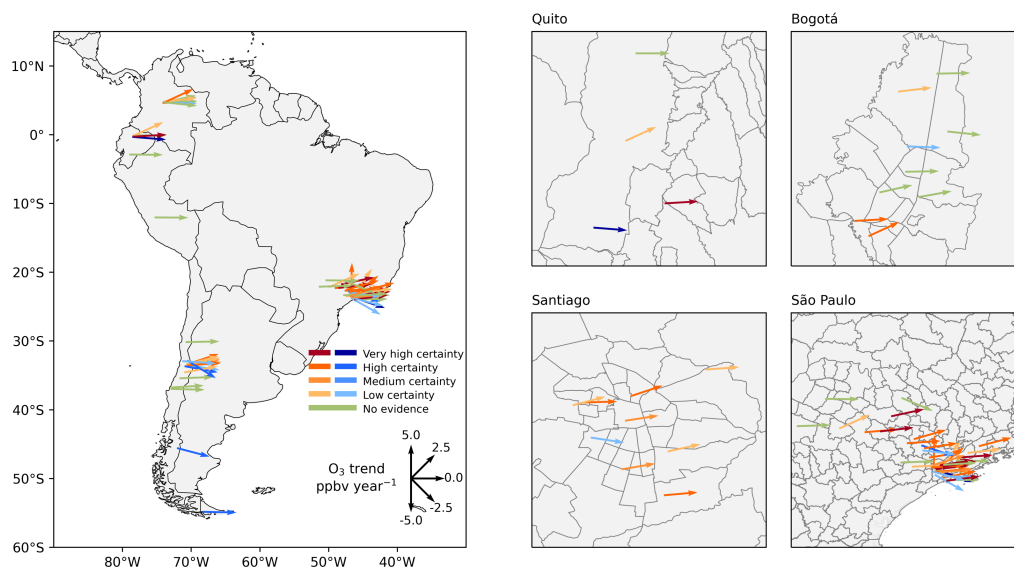 Quito
Bogotá
10°N
0°
10°S
20°S
30°S
40°S
50°S
60°S
80°W
70°W
60°W
50°W
40°W
Very high certainty
High certainty
Medium certainty
Low certainty
No evidence
O₃ trend
ppbv year⁻¹
5.0
2.5
0.0
-2.5
-5.0
Santiago
São Paulo